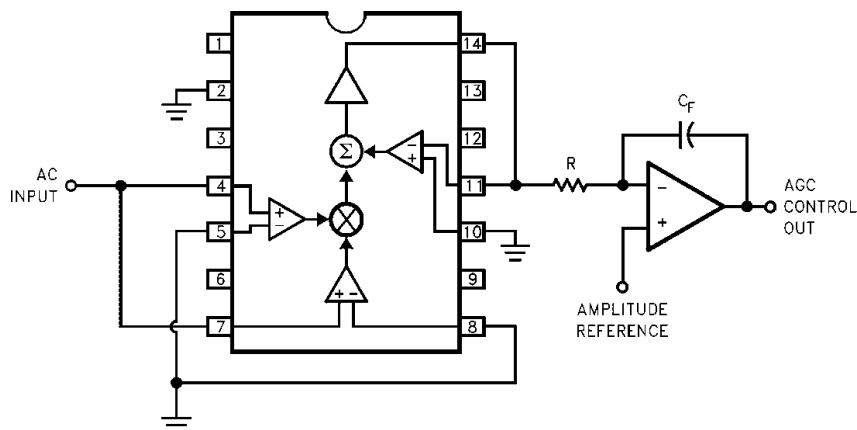 1
14
2
13
3
12
CF
Σ
− +
R
AC
INPUT
4
11
AGC
CONTROL
OUT
+ −
−
+
5
10
6
9
+ −
7
8
AMPLITUDE
REFERENCE